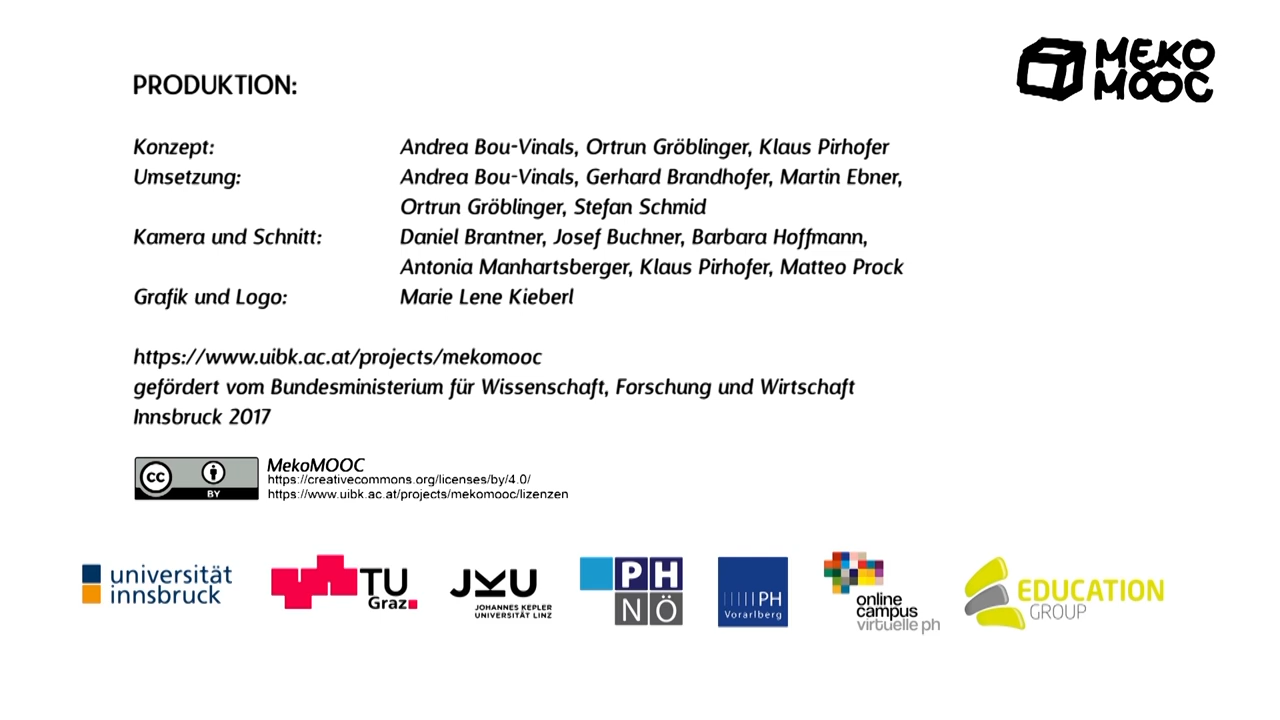 MEKO
MOOC
PRODUKTION:
Konzept: Andrea Bou-Vinals, Ortrun Gröblinger, Klaus Pirhofer
Umsetzung: Andrea Bou-Vinals, Gerhard Brandhofer, Martin Ebner,
Ortrun Gröblinger, Stefan Schmid
Kamera und Schnitt: Daniel Brantner, Josef Buchner, Barbara Hoffmann,
Antonia Manhartsberger, Klaus Pirhofer, Matteo Prock
Grafik und Logo: Marie Lene Kieberl
https://www.uibk.ac.at/projects/mekomooc
gefördert vom Bundesministerium für Wissenschaft, Forschung und Wirtschaft
Innsbruck 2017
cc BY
MekoMOOC
https://creativecommons.org/licenses/by/4.0/
https://www.uibk.ac.at/projects/mekomooc/lizenzen
universität
innsbruck
TU
Graz
JKU
JOHANNES KEPLER
UNIVERSITÄT LINZ
PH
NÖ
PH
Vorarlberg
online
campus
virtuelle ph
EDUCATION
GROUP